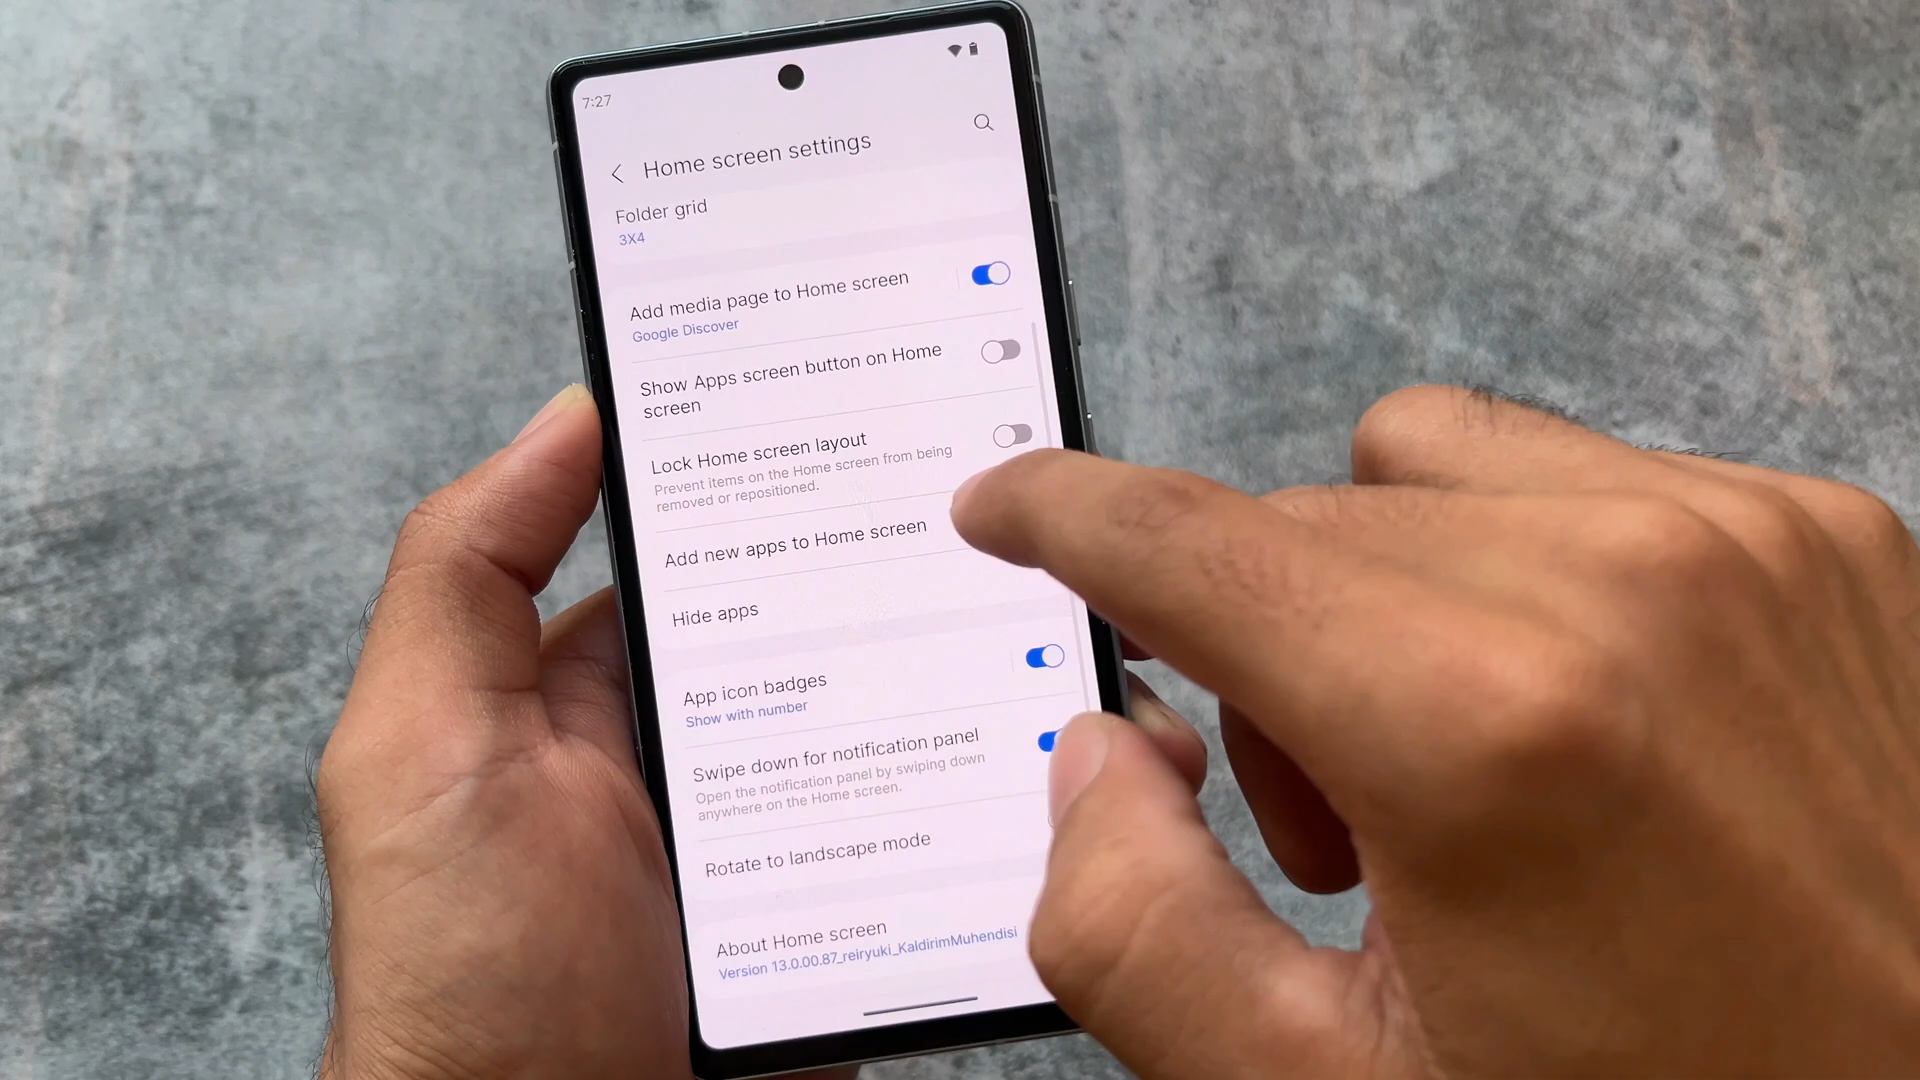 7:27
Home screen settings
Folder grid
3X4
Add media page to Home screen
Google Discover
Show Apps screen button on Home
screen
Lock Home screen layout
Prevent items on the Home screen from being
removed or repositioned.
Add new apps to Home screen
Hide apps
App icon badges
Show with number
Swipe down for notification panel
Open the notification panel by swiping down
anywhere on the Home screen.
Rotate to landscape mode
About Home screen
Version 13.0.00.87_reiryuki_KaldirimMuhendisi